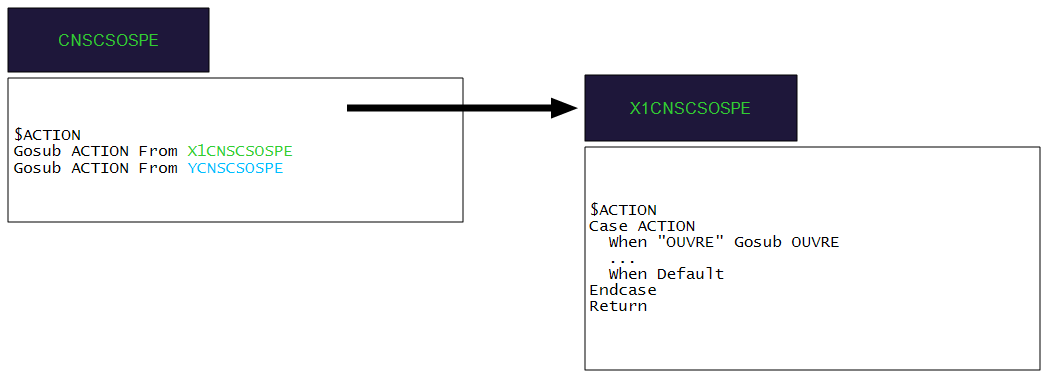 CNSCSOSPE
$ACTION
Gosub ACTION From X1CNSCSOSPE
Gosub ACTION From YCNSCSOSPE
X1CNSCSOSPE
$ACTION
Case ACTION
When "OUVRE" Gosub OUVRE
...
When Default
Endcase
Return